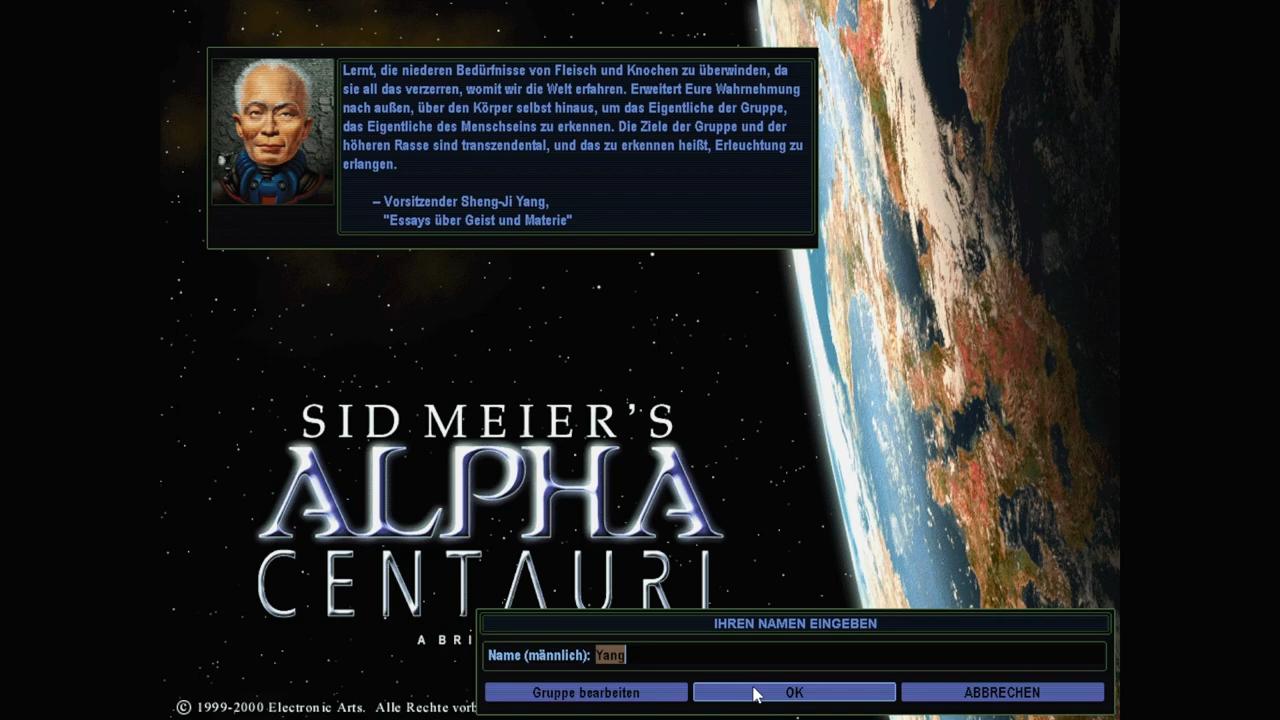 Lernt, die niederen Bedürfnisse von Fleisch und Knochen zu überwinden, da
sie all das verzerren, womit wir die Welt erfahren. Erweitert Eure Wahrnehmung
nach außen, über den Körper selbst hinaus, um das Eigentliche der Gruppe,
das Eigentliche des Menschseins zu erkennen. Die Ziele der Gruppe und der
höheren Rasse sind transzendental, und das zu erkennen heißt, Erleuchtung zu
erlangen.
– Vorsitzender Sheng-Ji Yang,
"Essays über Geist und Materie"
SID MEIER'S
ALPHA
CENTAURI
A BRI
IHREN NAMEN EINGEBEN
Name (männlich): Yang
Gruppe bearbeiten
OK
ABBRECHEN
© 1999-2000 Electronic Arts. Alle Rechte vorb